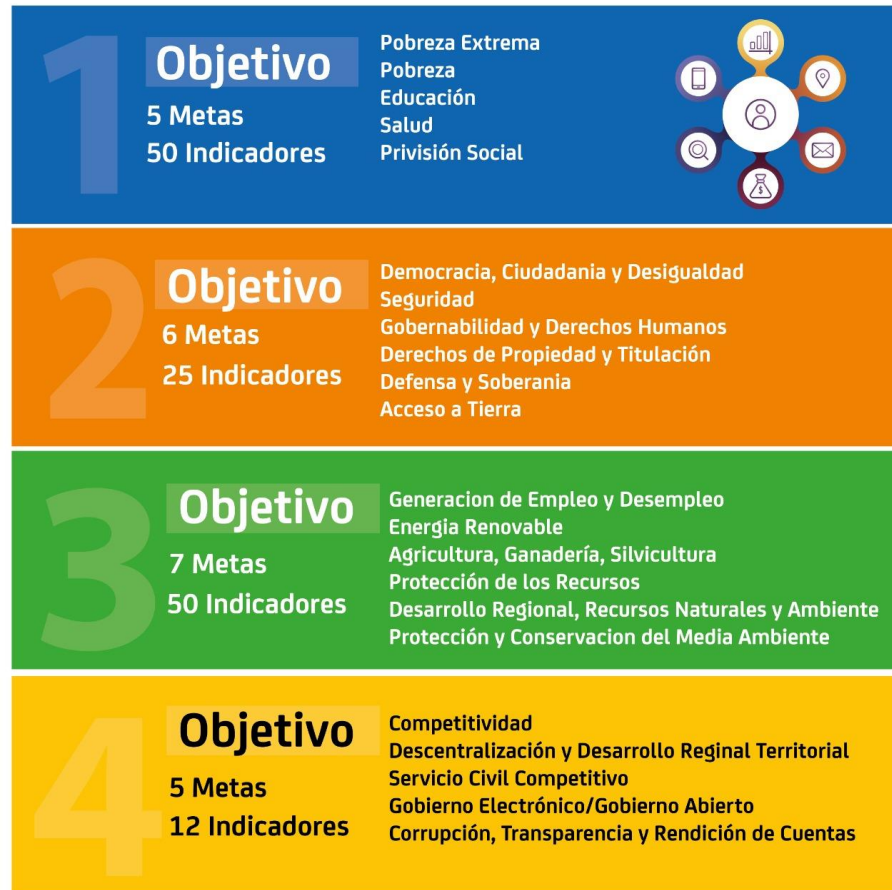 1
Objetivo
5 Metas
50 Indicadores
Pobreza Extrema
Pobreza
Educación
Salud
Privisión Social
2
Objetivo
6 Metas
25 Indicadores
Democracia, Ciudadania y Desigualdad
Seguridad
Gobernabilidad y Derechos Humanos
Derechos de Propiedad y Titulación
Defensa y Soberania
Acceso a Tierra
3
Objetivo
7 Metas
50 Indicadores
Generacion de Empleo y Desempleo
Energia Renovable
Agricultura, Ganadería, Silvicultura
Protección de los Recursos
Desarrollo Regional, Recursos Naturales y Ambiente
Protección y Conservacion del Media Ambiente
4
Objetivo
5 Metas
12 Indicadores
Competitividad
Descentralización y Desarrollo Reginal Territorial
Servicio Civil Competitivo
Gobierno Electrónico/Gobierno Abierto
Corrupción, Transparencia y Rendición de Cuentas